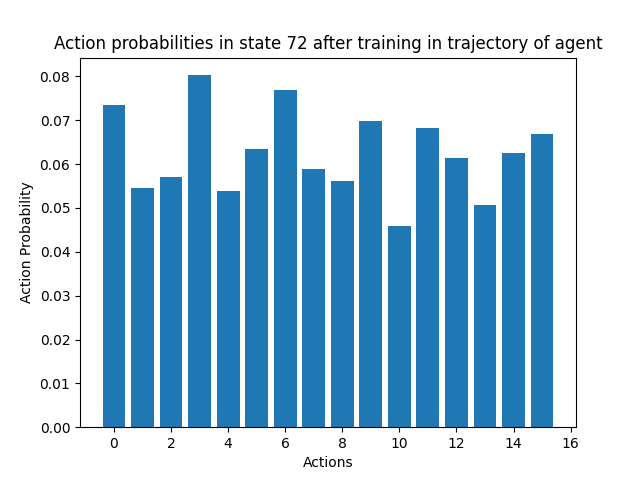 Action probabilities in state 72 after training in trajectory of agent
0.08
0.07
0.06
0.05
0.04
0.03
0.02
0.01
0.00
Action Probability
0 2 4 6 8 10 12 14 16
Actions